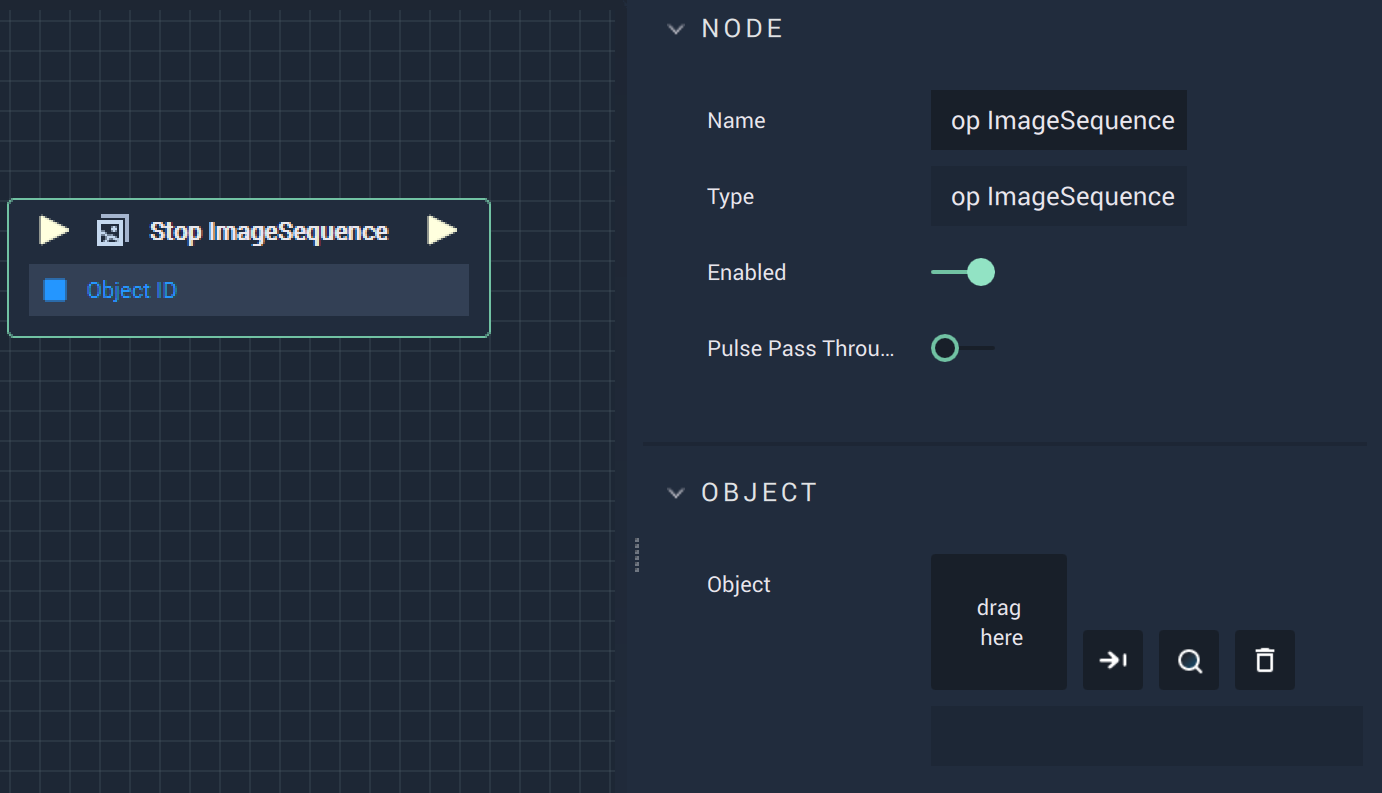 Stop ImageSequence
Object ID
NODE
Name
op ImageSequence
Type
op ImageSequence
Enabled
Pulse Pass Throu...
OBJECT
Object
drag
here